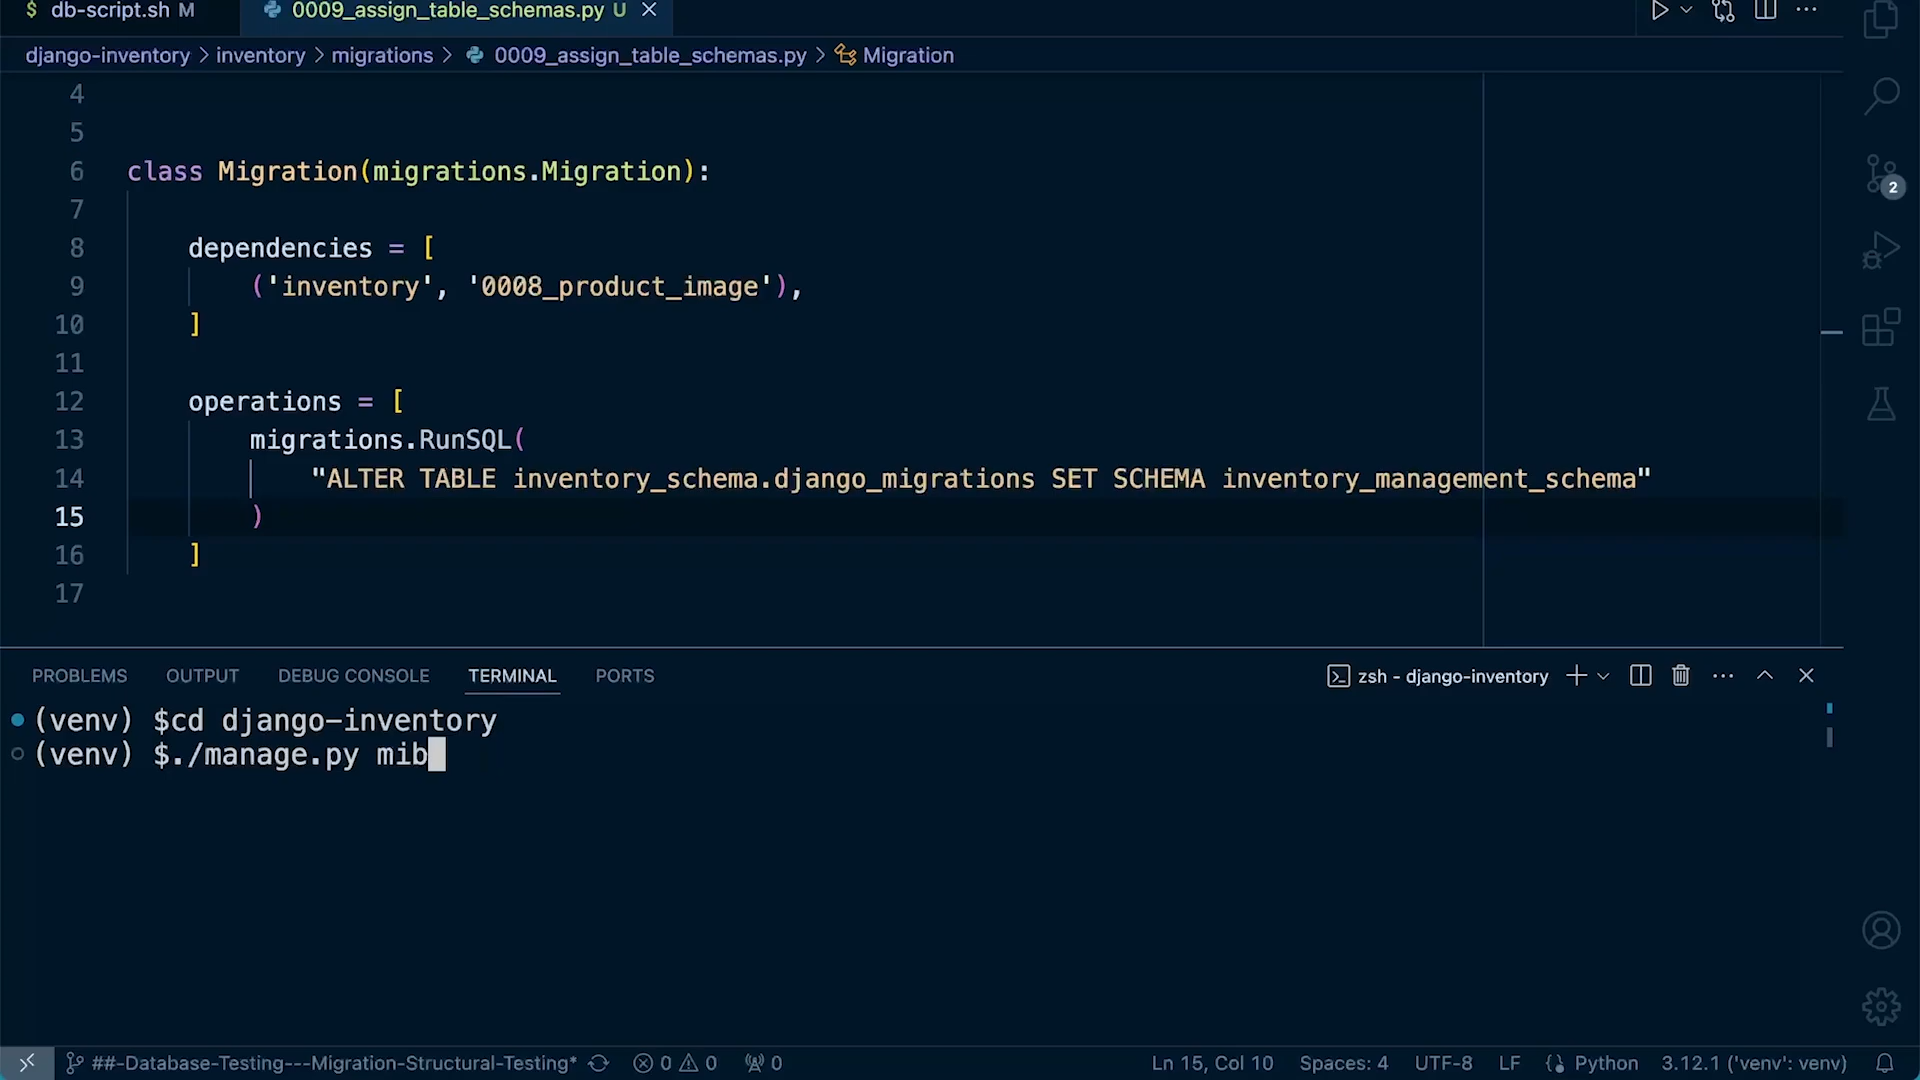 $ db-script.sh M 0009_assign_table_schemas.py U
django-inventory > inventory > migrations > 0009_assign_table_schemas.py > Migration
4
5
6 class Migration(migrations.Migration):
7
8 dependencies = [
9 ('inventory', '0008_product_image'),
10 ]
11
12 operations = [
13 migrations.RunSQL(
14 "ALTER TABLE inventory_schema.django_migrations SET SCHEMA inventory_management_schema"
15 )
16 ]
17
2
PROBLEMS OUTPUT DEBUG CONSOLE TERMINAL PORTS zsh - django-inventory
(venv) $cd django-inventory
(venv) $./manage.py mib
##-Database-Testing---Migration-Structural-Testing* 0 0 0 Ln 15, Col 10 Spaces: 4 UTF-8 LF Python 3.12.1 ('venv': venv)